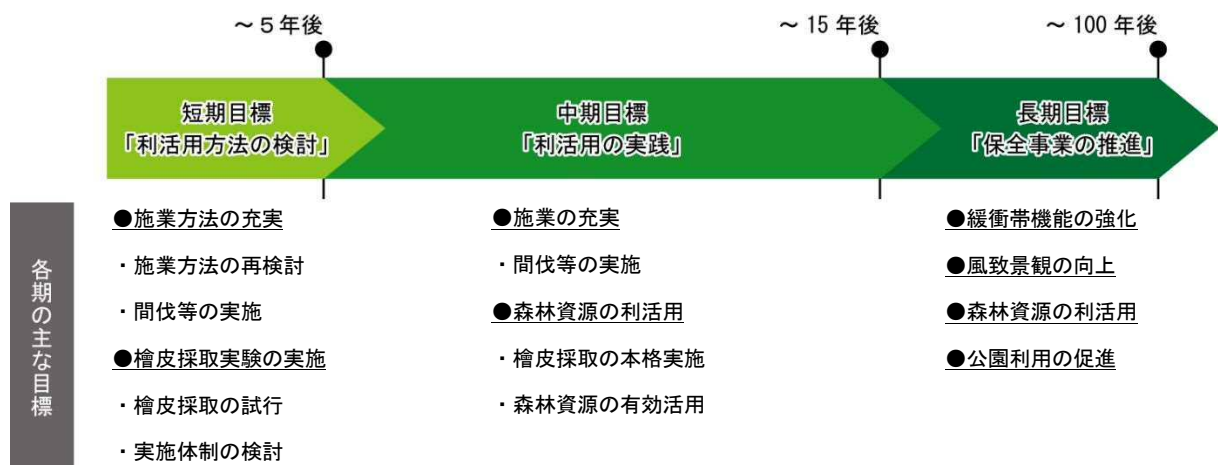 ～５年後
～15 年後
～100 年後
短期目標
「利活用方法の検討」
中期目標
「利活用の実践」
長期目標
「保全事業の推進」
各期の主な目標
●施業方法の充実
・施業方法の再検討
・間伐等の実施
●檜皮採取実験の実施
・檜皮採取の試行
・実施体制の検討
●施業の充実
・間伐等の実施
●森林資源の利活用
・檜皮採取の本格実施
・森林資源の有効活用
●緩衝帯機能の強化
●風致景観の向上
●森林資源の利活用
●公園利用の促進